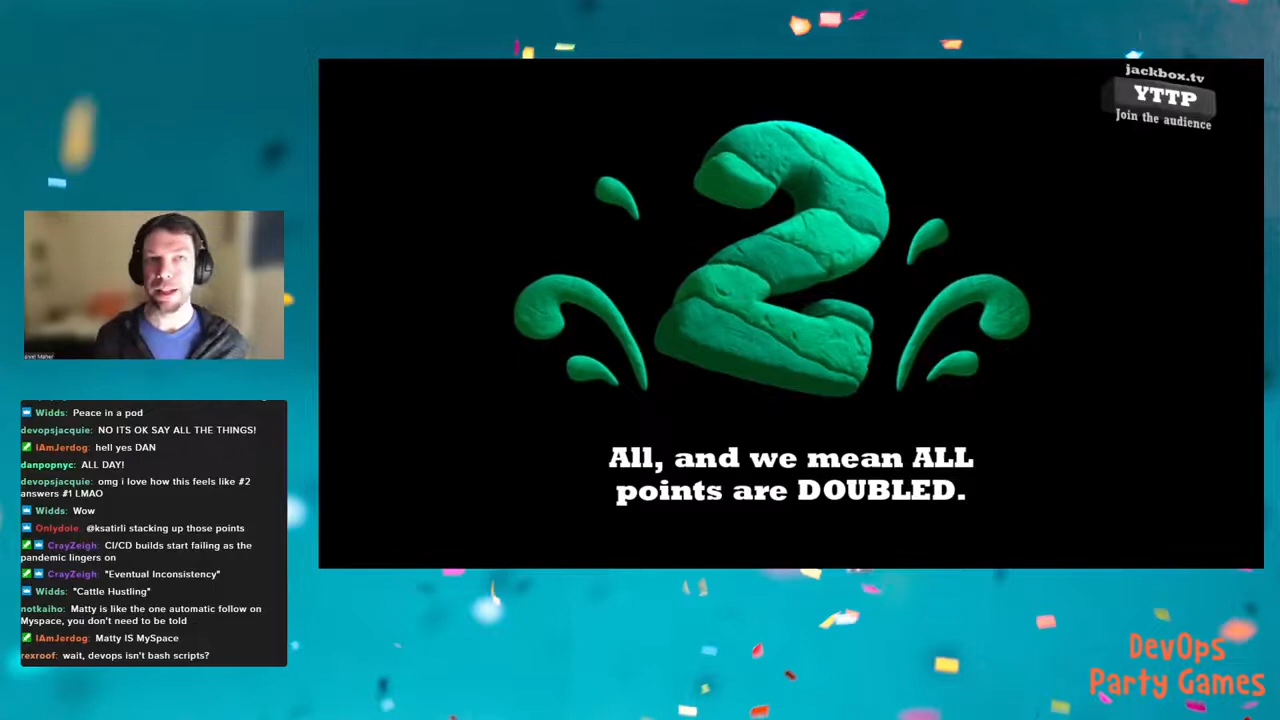 jackbox.tv
YTTP
Join the audience
2
All, and we mean ALL
points are DOUBLED.
Widds: Peace in a pod
devopsjacquie: NO ITS OK SAY ALL THE THINGS!
IAmJerdog: hell yes DAN
danpopnyc: ALL DAY!
devopsjacquie: omg i love how this feels like #2
answers #1 LMAO
Widds: Wow
Onlydole: @ksatirli stacking up those points
CrayZeigh: CI/CD builds start failing as the
pandemic lingers on
CrayZeigh: "Eventual Inconsistency"
Widds: "Cattle Hustling"
notkaiho: Matty is like the one automatic follow on
Myspace, you don't need to be told
IAmJerdog: Matty IS MySpace
rexroof: wait, devops isn't bash scripts?
DevOps
Party Games